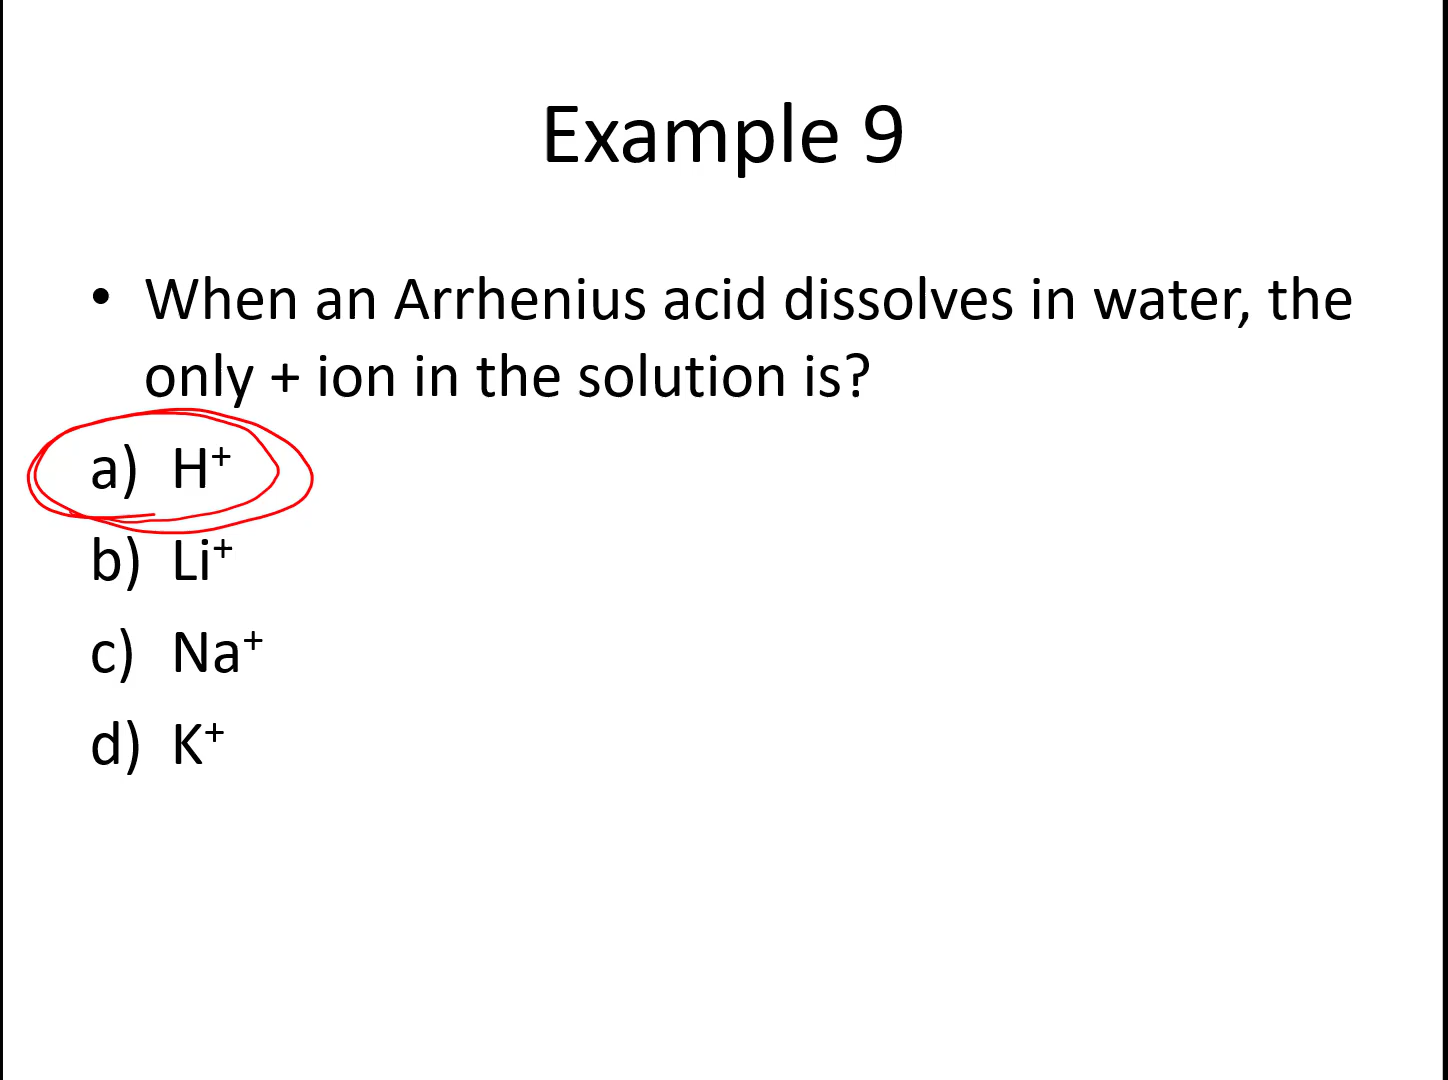 Example 9
• When an Arrhenius acid dissolves in water, the
only + ion in the solution is?
a) H⁺
b) Li⁺
c) Na⁺
d) K⁺